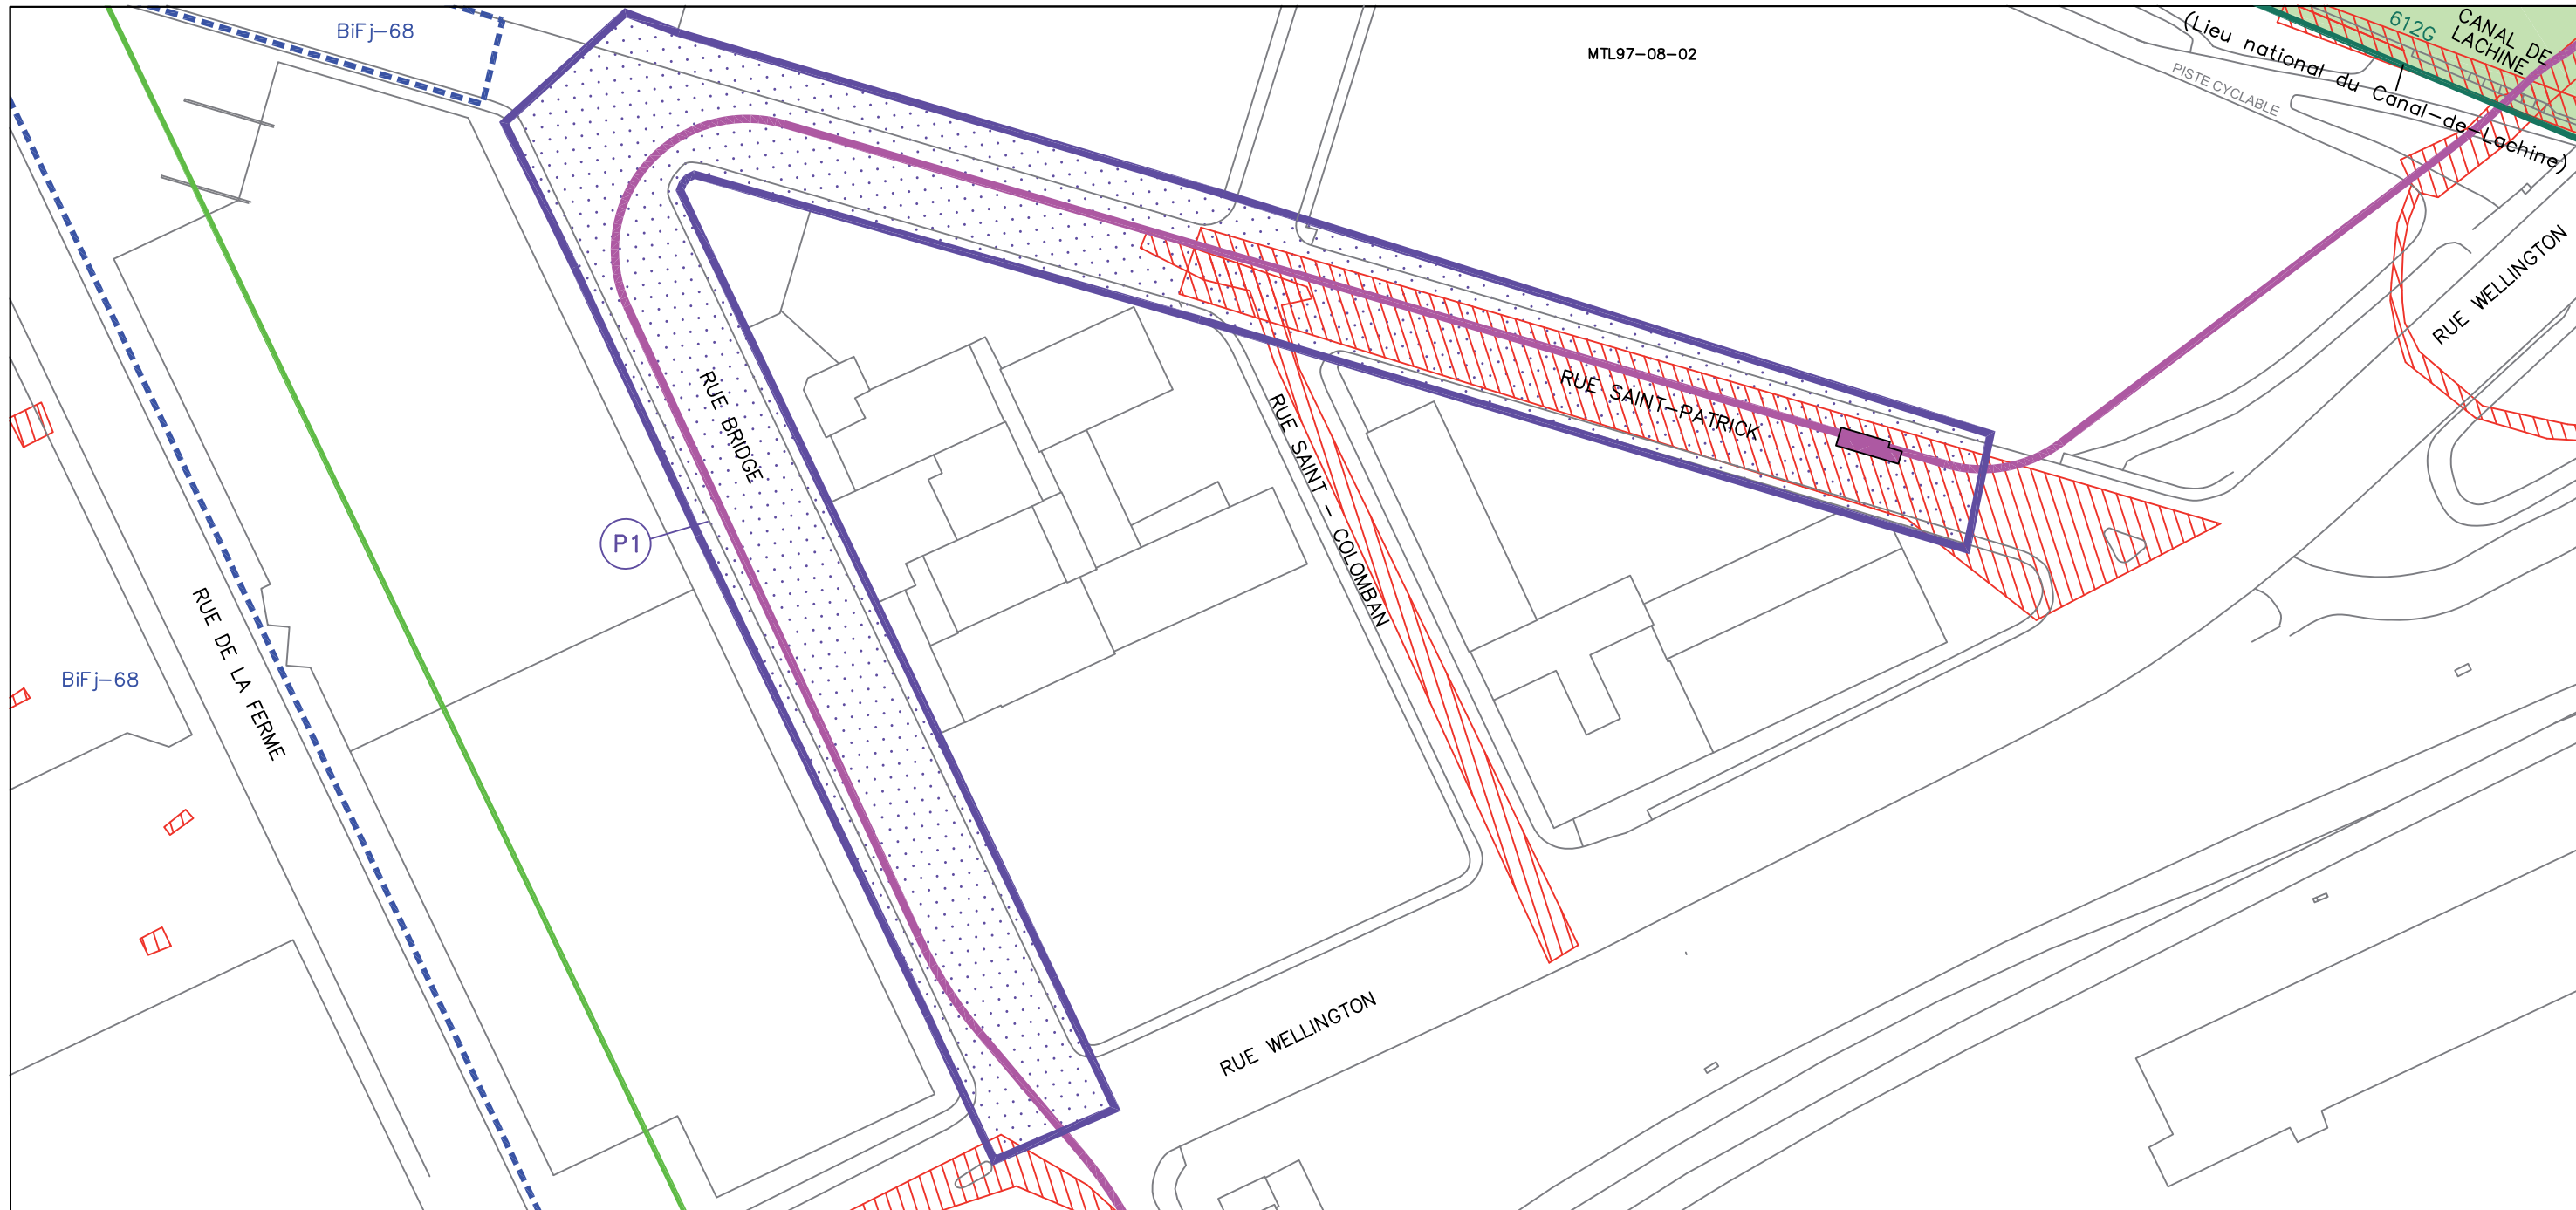 BiFj-68
MTL97-08-02
612G
CANAL DE
LACHINE
(Lieu national du Canal-de-Lachine)
PISTE CYCLABLE
RUE WELLINGTON
RUE BRIDGE
RUE SAINT-PATRICK
RUE SAINT - COLOMBAN
P1
RUE DE LA FERME
BiFj-68
RUE WELLINGTON